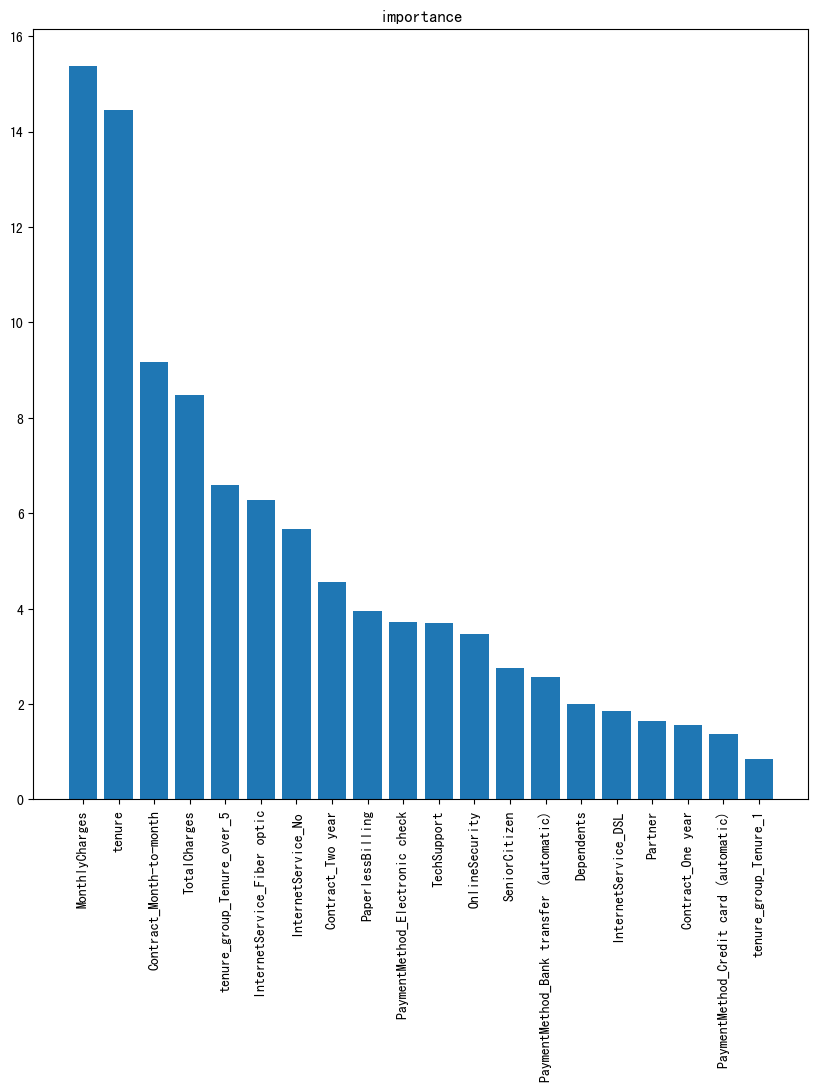 importance
16
14
12
10
8
6
4
2
0
MonthlyCharges
tenure
Contract_Month-to-month
TotalCharges
tenure_group_Tenure_over_5
InternetService_Fiber optic
InternetService_No
Contract_Two year
PaperlessBilling
PaymentMethod_Electronic check
TechSupport
OnlineSecurity
SeniorCitizen
PaymentMethod_Bank transfer (automatic)
Dependents
InternetService_DSL
Partner
Contract_One year
PaymentMethod_Credit card (automatic)
tenure_group_Tenure_1